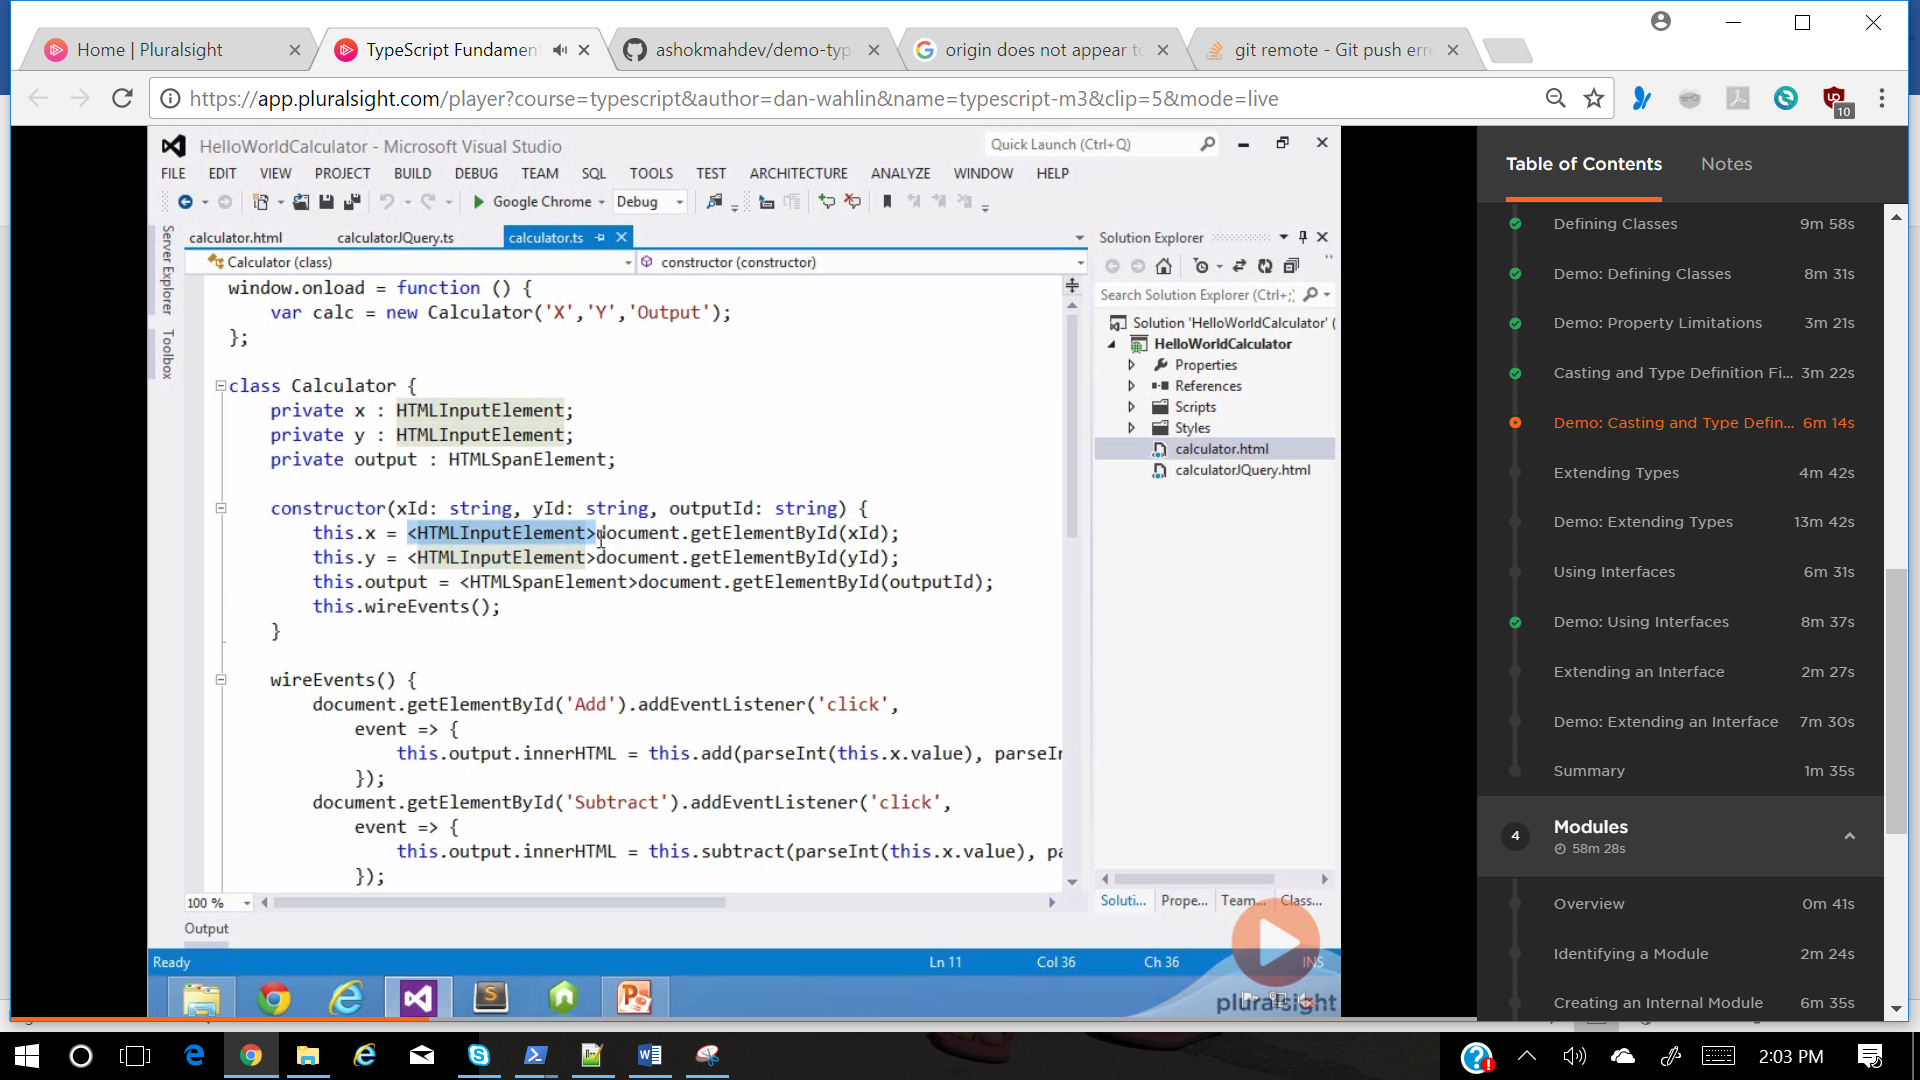 Home | Pluralsight
TypeScript Fundamen
ashokmahdev/demo-typ
origin does not appear to
git remote - Git push erro
https://app.pluralsight.com/player?course=typescript&author=dan-wahlin&name=typescript-m3&clip=5&mode=live
10
HelloWorldCalculator - Microsoft Visual Studio
Quick Launch (Ctrl+Q)
FILE EDIT VIEW PROJECT BUILD DEBUG TEAM SQL TOOLS TEST ARCHITECTURE ANALYZE WINDOW HELP
Google Chrome
Debug
Server Explorer
Toolbox
calculator.html
calculatorJQuery.ts
calculator.ts
Calculator (class)
constructor (constructor)
window.onload = function () {
var calc = new Calculator('X','Y','Output');
};
class Calculator {
private x : HTMLInputElement;
private y : HTMLInputElement;
private output : HTMLSpanElement;
constructor(xId: string, yId: string, outputId: string) {
this.x = <HTMLInputElement>document.getElementById(xId);
this.y = <HTMLInputElement>document.getElementById(yId);
this.output = <HTMLSpanElement>document.getElementById(outputId);
this.wireEvents();
}
wireEvents() {
document.getElementById('Add').addEventListener('click',
event => {
this.output.innerHTML = this.add(parseInt(this.x.value), parseIn
});
document.getElementById('Subtract').addEventListener('click',
event => {
this.output.innerHTML = this.subtract(parseInt(this.x.value), pa
});
100 %
Output
Ready
Ln 11
Col 36
Ch 36
INS
Solution Explorer
Search Solution Explorer (Ctrl+;)
Solution 'HelloWorldCalculator' (
HelloWorldCalculator
Properties
References
Scripts
Styles
calculator.html
calculatorJQuery.html
Soluti... Prope... Team... Class...
pluralsight
Table of Contents
Notes
Defining Classes 9m 58s
Demo: Defining Classes 8m 31s
Demo: Property Limitations 3m 21s
Casting and Type Definition Fi... 3m 22s
Demo: Casting and Type Defin... 6m 14s
Extending Types 4m 42s
Demo: Extending Types 13m 42s
Using Interfaces 6m 31s
Demo: Using Interfaces 8m 37s
Extending an Interface 2m 27s
Demo: Extending an Interface 7m 30s
Summary 1m 35s
4
Modules
58m 28s
Overview 0m 41s
Identifying a Module 2m 24s
Creating an Internal Module 6m 35s
2:03 PM